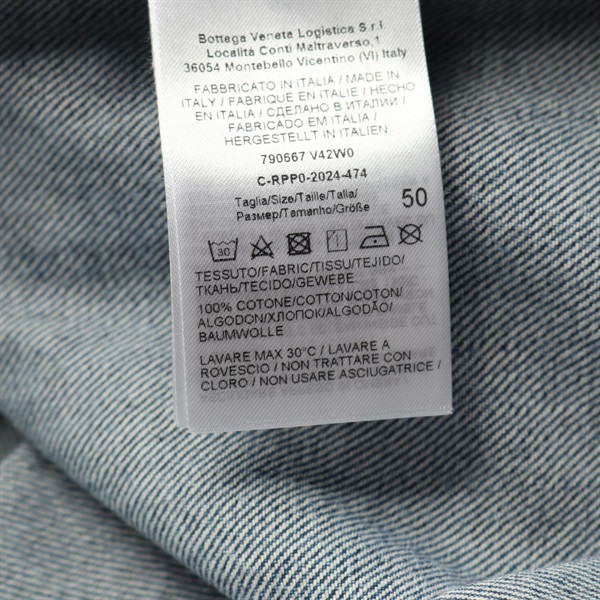 Bottega Veneta Logistica S.r.l.
Località Conti Maltraverso,1
36054 Montebello Vicentino (VI) Italy
FABBRICATO IN ITALIA / MADE IN
ITALY / FABRIQUE EN ITALIE / HECHO
EN ITALIA / СДЕЛАНО В ИТАЛИИ /
FABRICADO EM ITALIA /
HERGESTELLT IN ITALIEN
790667 V42W0
C-RPP0-2024-474
Taglia/Size/Taille/Talla/
Размер/Tamanho/Größe
50
30
TESSUTO/FABRIC/TISSU/TEJIDO/
ТКАНЬ/TECIDO/GEWEBE
100% COTONE/COTTON/COTON/
ALGODON/ХЛОПОК/ALGODÃO/
BAUMWOLLE
LAVARE MAX 30°C / LAVARE A
ROVESCIO / NON TRATTARE CON
CLORO / NON USARE ASCIUGATRICE /